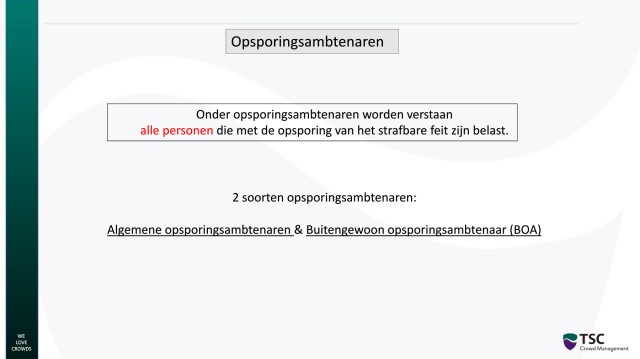 Opsporingsambtenaren
Onder opsporingsambtenaren worden verstaan
alle personen die met de opsporing van het strafbare feit zijn belast.
2 soorten opsporingsambtenaren:
Algemene opsporingsambtenaren & Buitengewoon opsporingsambtenaar (BOA)
WE
LOVE
CROWDS
TSC
Crowd Management